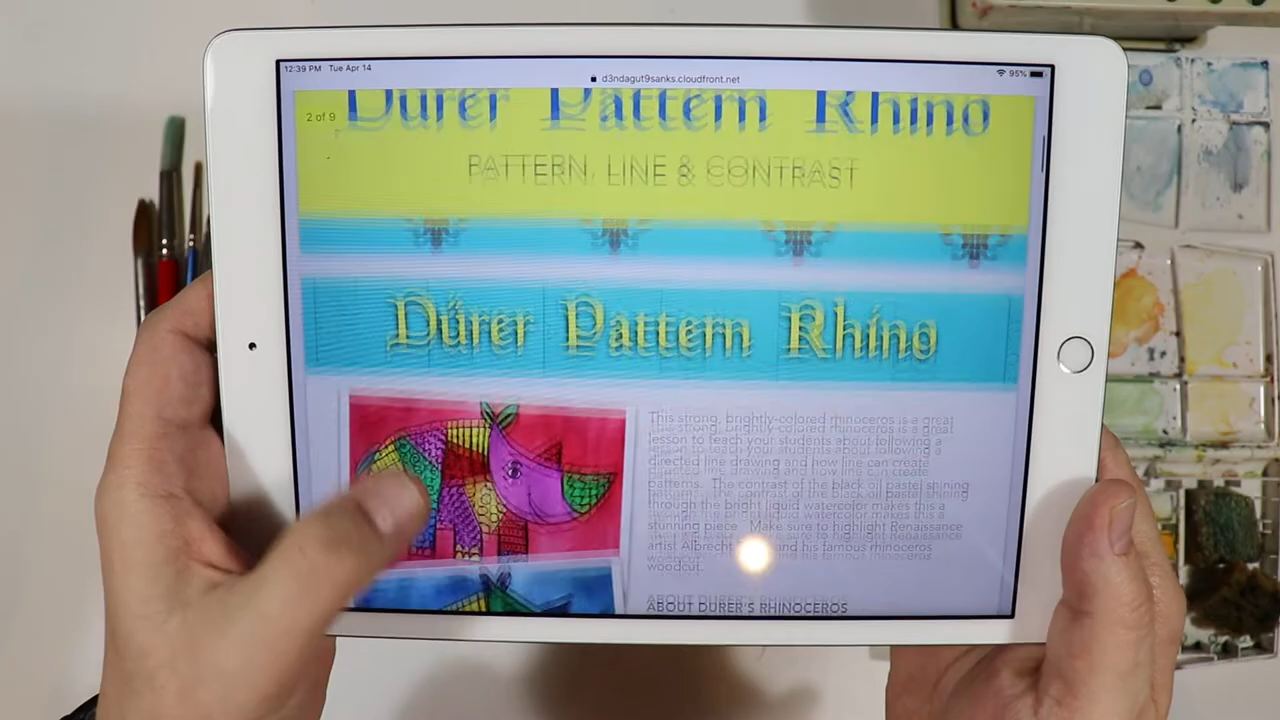 12:39 PM Tue Apr 14
d3ndagut9sanks.cloudfront.net
95%
2 of 9
Dürer Pattern Rhino
PATTERN, LINE & CONTRAST
Dürer Pattern Rhino
This strong, brightly-colored rhinoceros is a great
lesson to teach your students about following a
directed line drawing and how line can create
patterns. The contrast of the black oil pastel shining
through the bright liquid watercolor makes this a
stunning piece. Make sure to highlight Renaissance
artist Albrecht and his famous rhinoceros
woodcut.
ABOUT DURER'S RHINOCEROS